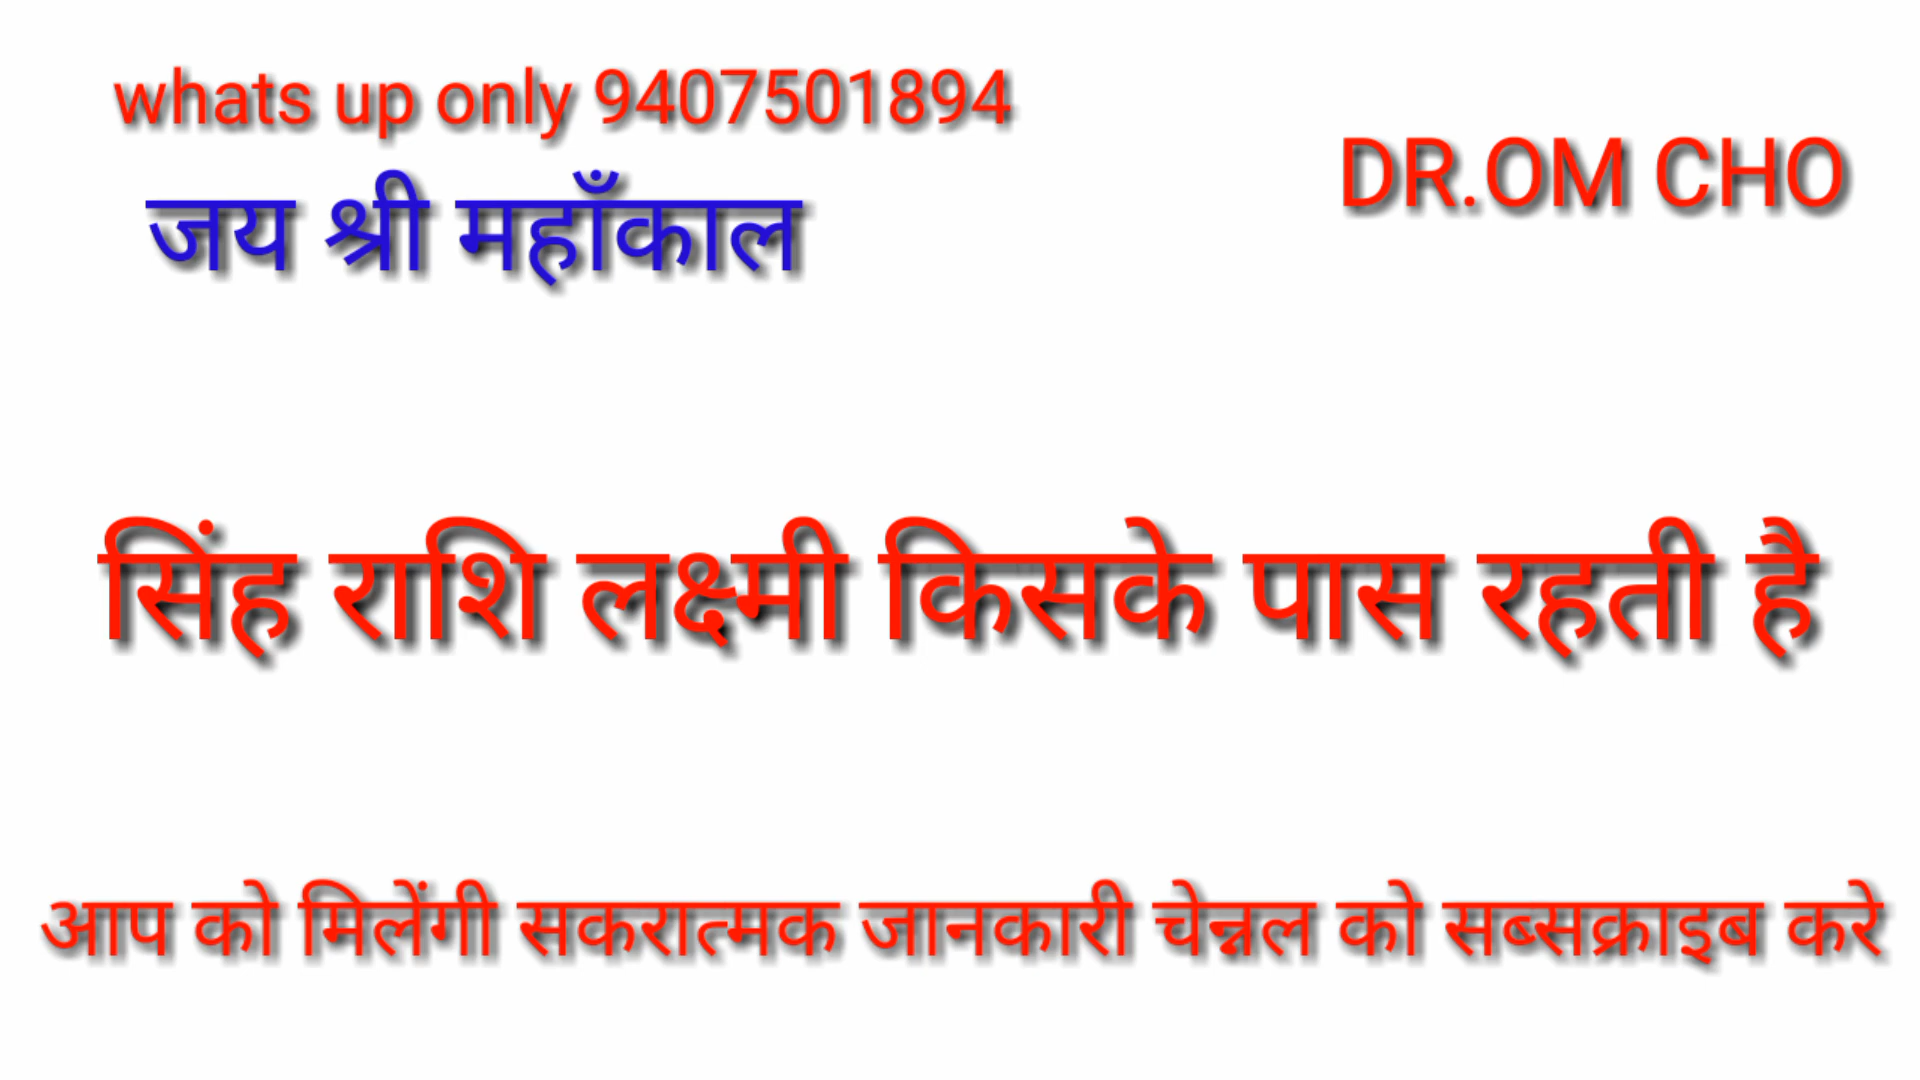 whats up only 9407501894
DR.OM CHO
जय श्री महाँकाल
सिंह राशि लक्ष्मी किसके पास रहती है
आप को मिलेंगी सकरात्मक जानकारी चेन्नल को सब्सक्राइब करे